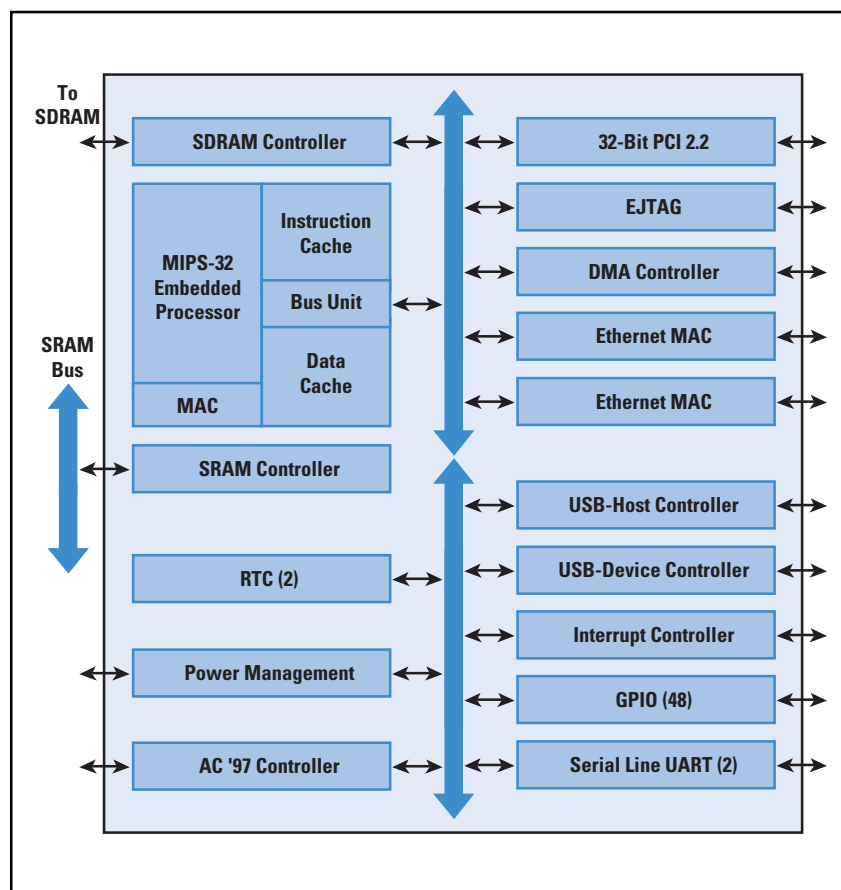 To
SDRAM
SDRAM Controller
MIPS-32
Embedded
Processor
Instruction
Cache
Bus Unit
Data
Cache
MAC
SRAM
Bus
SRAM Controller
RTC (2)
Power Management
AC '97 Controller
32-Bit PCI 2.2
EJTAG
DMA Controller
Ethernet MAC
Ethernet MAC
USB-Host Controller
USB-Device Controller
Interrupt Controller
GPIO (48)
Serial Line UART (2)